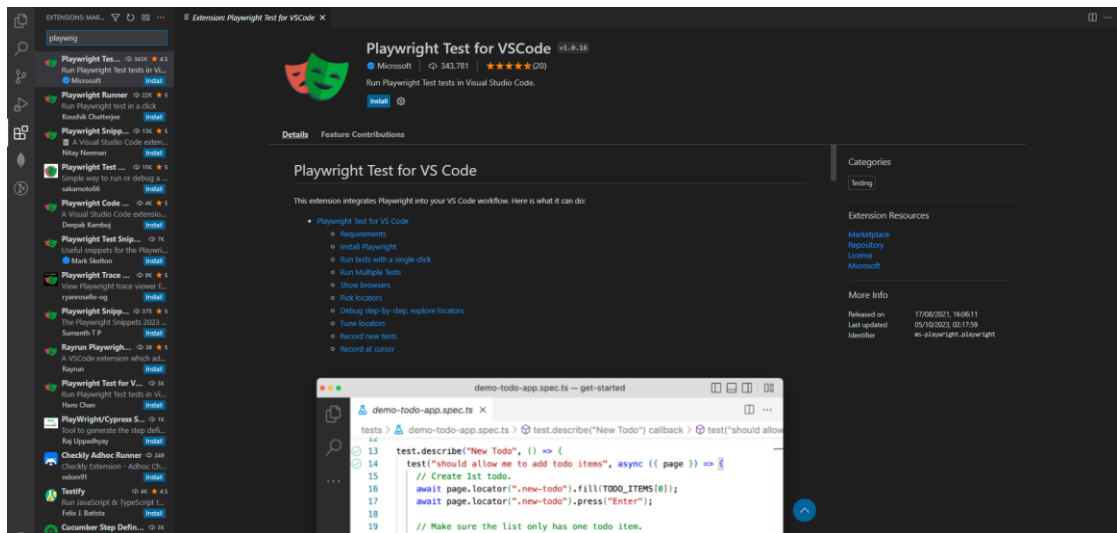 EXTENSIONS: MAR...
playwrig
Playwright Tes... 343K ★ 4.5
Run Playwright Test tests in Vi...
Microsoft Install
Playwright Runner 22K ★ 5
Run Playwright test in a click
Koushik Chatterjee Install
Playwright Snipp... 13K ★ 5
A Visual Studio Code exten...
Nitay Neeman Install
Playwright Test ... 15K ★ 5
Simple way to run or debug a ...
sakamoto66 Install
Playwright Code ... 4K ★ 5
A Visual Studio Code extensio...
Deepak Kamboj Install
Playwright Test Snip... 7K
Useful snippets for the Playwri...
Mark Skelton Install
Playwright Trace ... 9K ★ 5
View Playwright trace viewer f...
ryanrosello-og Install
Playwright Snipp... 375 ★ 5
The Playwright Snippets 2023 ...
Sumanth T P Install
Rayrun Playwrigh... 28 ★ 5
A VSCode extension which ad...
Rayrun Install
Playwright Test for V... 3K
Run Playwright Test tests in Vi...
Hans Chan Install
PlayWright/Cypress S... 1K
Tool to generate the step defi...
Raj Uppadhyay Install
Checkly Adhoc Runner 249
Checkly Extension - Adhoc Ch...
ndom91 Install
Testify 4K ★ 4.5
Run JavaScript & TypeScript t...
Felix J. Batista Install
Cucumber Step Defin... 3K
Extension: Playwright Test for VSCode ×
Playwright Test for VSCode v1.0.16
Microsoft 343,781 ★★★★★(20)
Run Playwright Test tests in Visual Studio Code.
Install
Details Feature Contributions
Playwright Test for VS Code
This extension integrates Playwright into your VS Code workflow. Here is what it can do:
Playwright Test for VS Code
Requirements
Install Playwright
Run tests with a single click
Run Multiple Tests
Show browsers
Pick locators
Debug step-by-step, explore locators
Tune locators
Record new tests
Record at cursor
demo-todo-app.spec.ts — get-started
demo-todo-app.spec.ts ×
tests > demo-todo-app.spec.ts > test.describe("New Todo") callback > test("should allow
12
13 test.describe("New Todo", () => {
14 test("should allow me to add todo items", async ({ page }) => {
15 // Create 1st todo.
16 await page.locator(".new-todo").fill(TODO_ITEMS[0]);
17 await page.locator(".new-todo").press("Enter");
18
19 // Make sure the list only has one todo item.
Categories
Testing
Extension Resources
Marketplace
Repository
License
Microsoft
More Info
Released on 17/08/2021, 16:06:11
Last updated 05/10/2023, 02:17:59
Identifier ms-playwright.playwright